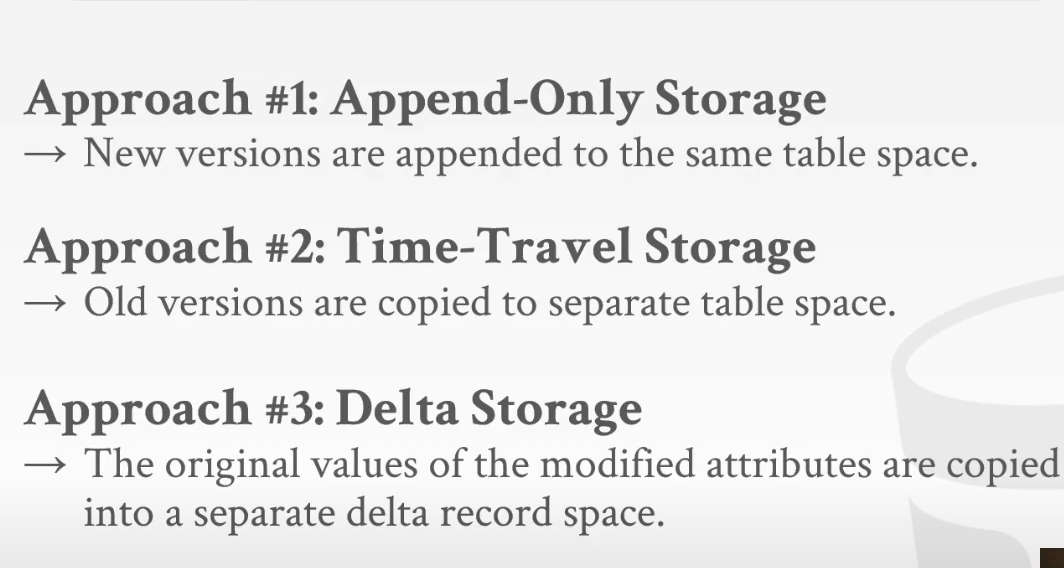 Approach #1: Append-Only Storage
→ New versions are appended to the same table space.
Approach #2: Time-Travel Storage
→ Old versions are copied to separate table space.
Approach #3: Delta Storage
→ The original values of the modified attributes are copied
into a separate delta record space.